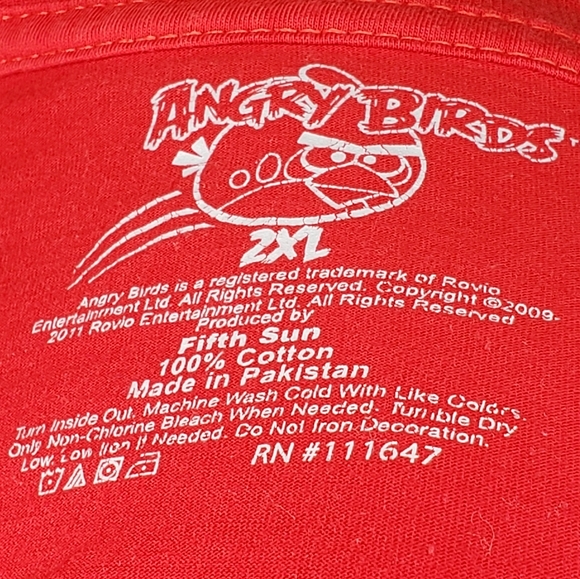 ANGRY BIRDS™
2XL
Angry Birds is a registered trademark of Rovio
Entertainment Ltd. All Rights Reserved. Copyright ©2009-
2011 Rovio Entertainment Ltd. All Rights Reserved
Produced by
Fifth Sun
100% Cotton
Made in Pakistan
Turn Inside Out. Machine Wash Cold With Like Colors.
Only Non-Chlorine Bleach When Needed. Tumble Dry
Low. Low Iron if Needed. Do Not Iron Decoration.
RN #111647